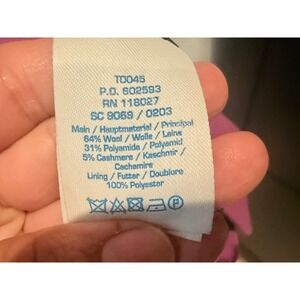 T0045
P.O. 602593
RN 118027
SC 9069 / 0203
Main / Hauptmaterial / Principal
64% Wool / Wolle / Laine
31% Polyamide / Polyamid
5% Cashmere / Kaschmir /
Cachemire
Lining / Futter / Doublure
100% Polyester
P